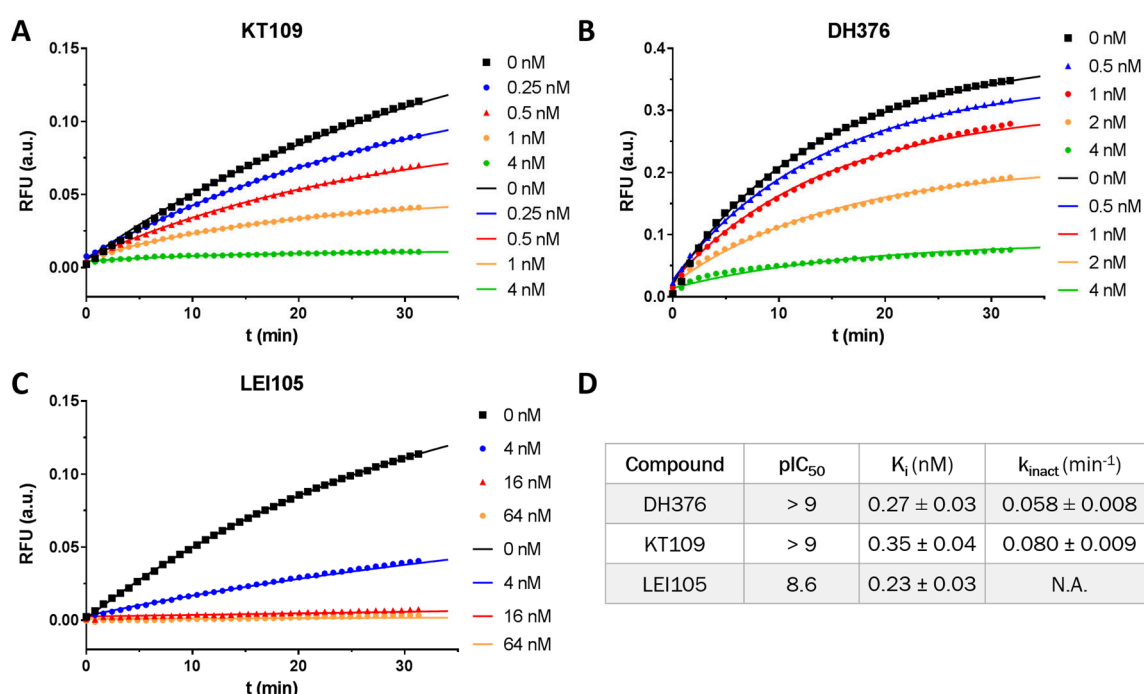 A
KT109
RFU (a.u.)
0.15
0.10
0.05
0.00
0
10
20
30
t (min)
0 nM
0.25 nM
0.5 nM
1 nM
4 nM
0 nM
0.25 nM
0.5 nM
1 nM
4 nM
B
DH376
RFU (a.u.)
0.4
0.3
0.2
0.1
0.0
0
10
20
30
t (min)
0 nM
0.5 nM
1 nM
2 nM
4 nM
0 nM
0.5 nM
1 nM
2 nM
4 nM
C
LEI105
RFU (a.u.)
0.15
0.10
0.05
0.00
0
10
20
30
t (min)
0 nM
4 nM
16 nM
64 nM
0 nM
4 nM
16 nM
64 nM
D
Compound pIC50 Ki (nM) kinact (min-1)
DH376 > 9 0.27 ± 0.03 0.058 ± 0.008
KT109 > 9 0.35 ± 0.04 0.080 ± 0.009
LEI105 8.6 0.23 ± 0.03 N.A.